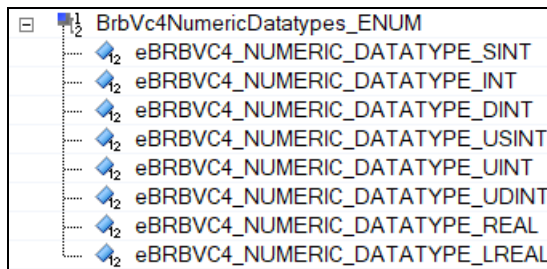 BrbVc4NumericDatatypes_ENUM
eBRBVC4_NUMERIC_DATATYPE_SINT
eBRBVC4_NUMERIC_DATATYPE_INT
eBRBVC4_NUMERIC_DATATYPE_DINT
eBRBVC4_NUMERIC_DATATYPE_USINT
eBRBVC4_NUMERIC_DATATYPE_UINT
eBRBVC4_NUMERIC_DATATYPE_UDINT
eBRBVC4_NUMERIC_DATATYPE_REAL
eBRBVC4_NUMERIC_DATATYPE_LREAL